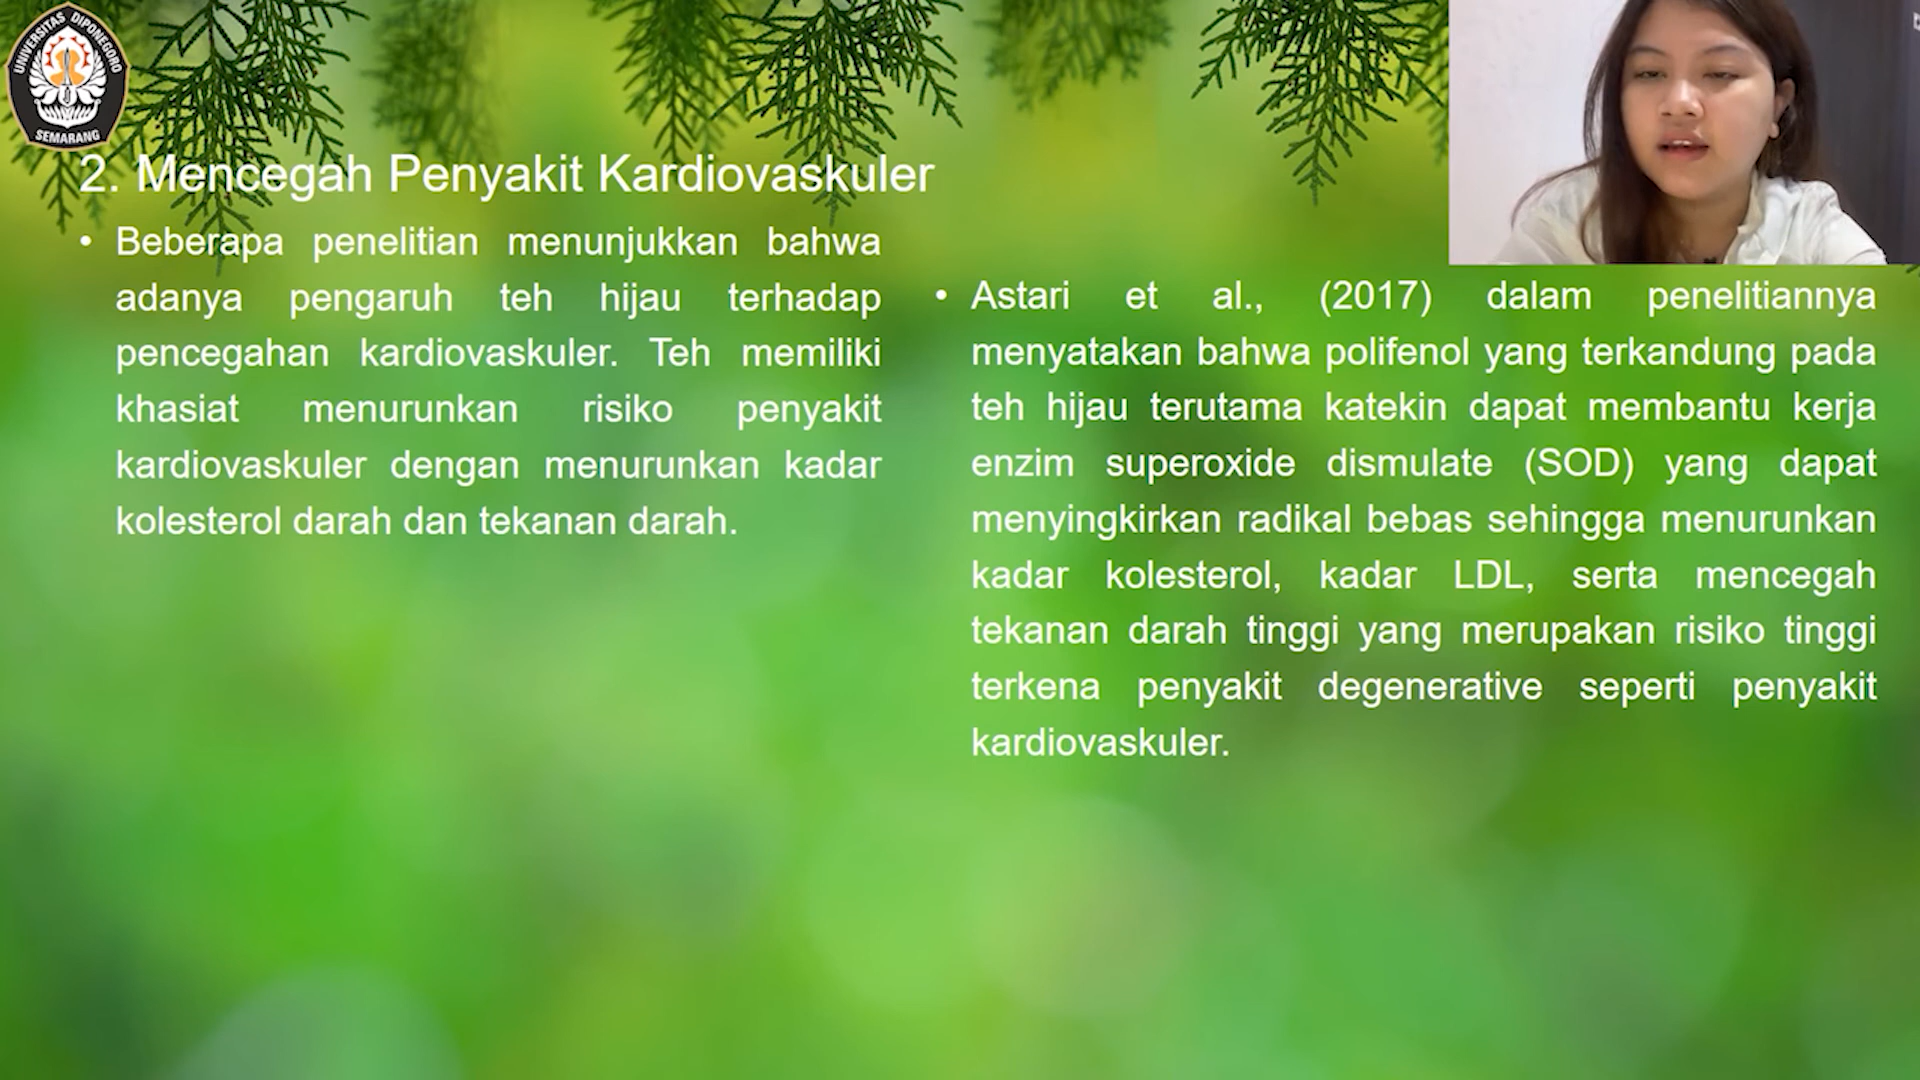 UNIVERSITAS DIPONEGORO
SEMARANG
2. Mencegah Penyakit Kardiovaskuler
• Beberapa penelitian menunjukkan bahwa
adanya pengaruh teh hijau terhadap
pencegahan kardiovaskuler. Teh memiliki
khasiat menurunkan risiko penyakit
kardiovaskuler dengan menurunkan kadar
kolesterol darah dan tekanan darah.
• Astari et al., (2017) dalam penelitiannya
menyatakan bahwa polifenol yang terkandung pada
teh hijau terutama katekin dapat membantu kerja
enzim superoxide dismulate (SOD) yang dapat
menyingkirkan radikal bebas sehingga menurunkan
kadar kolesterol, kadar LDL, serta mencegah
tekanan darah tinggi yang merupakan risiko tinggi
terkena penyakit degenerative seperti penyakit
kardiovaskuler.